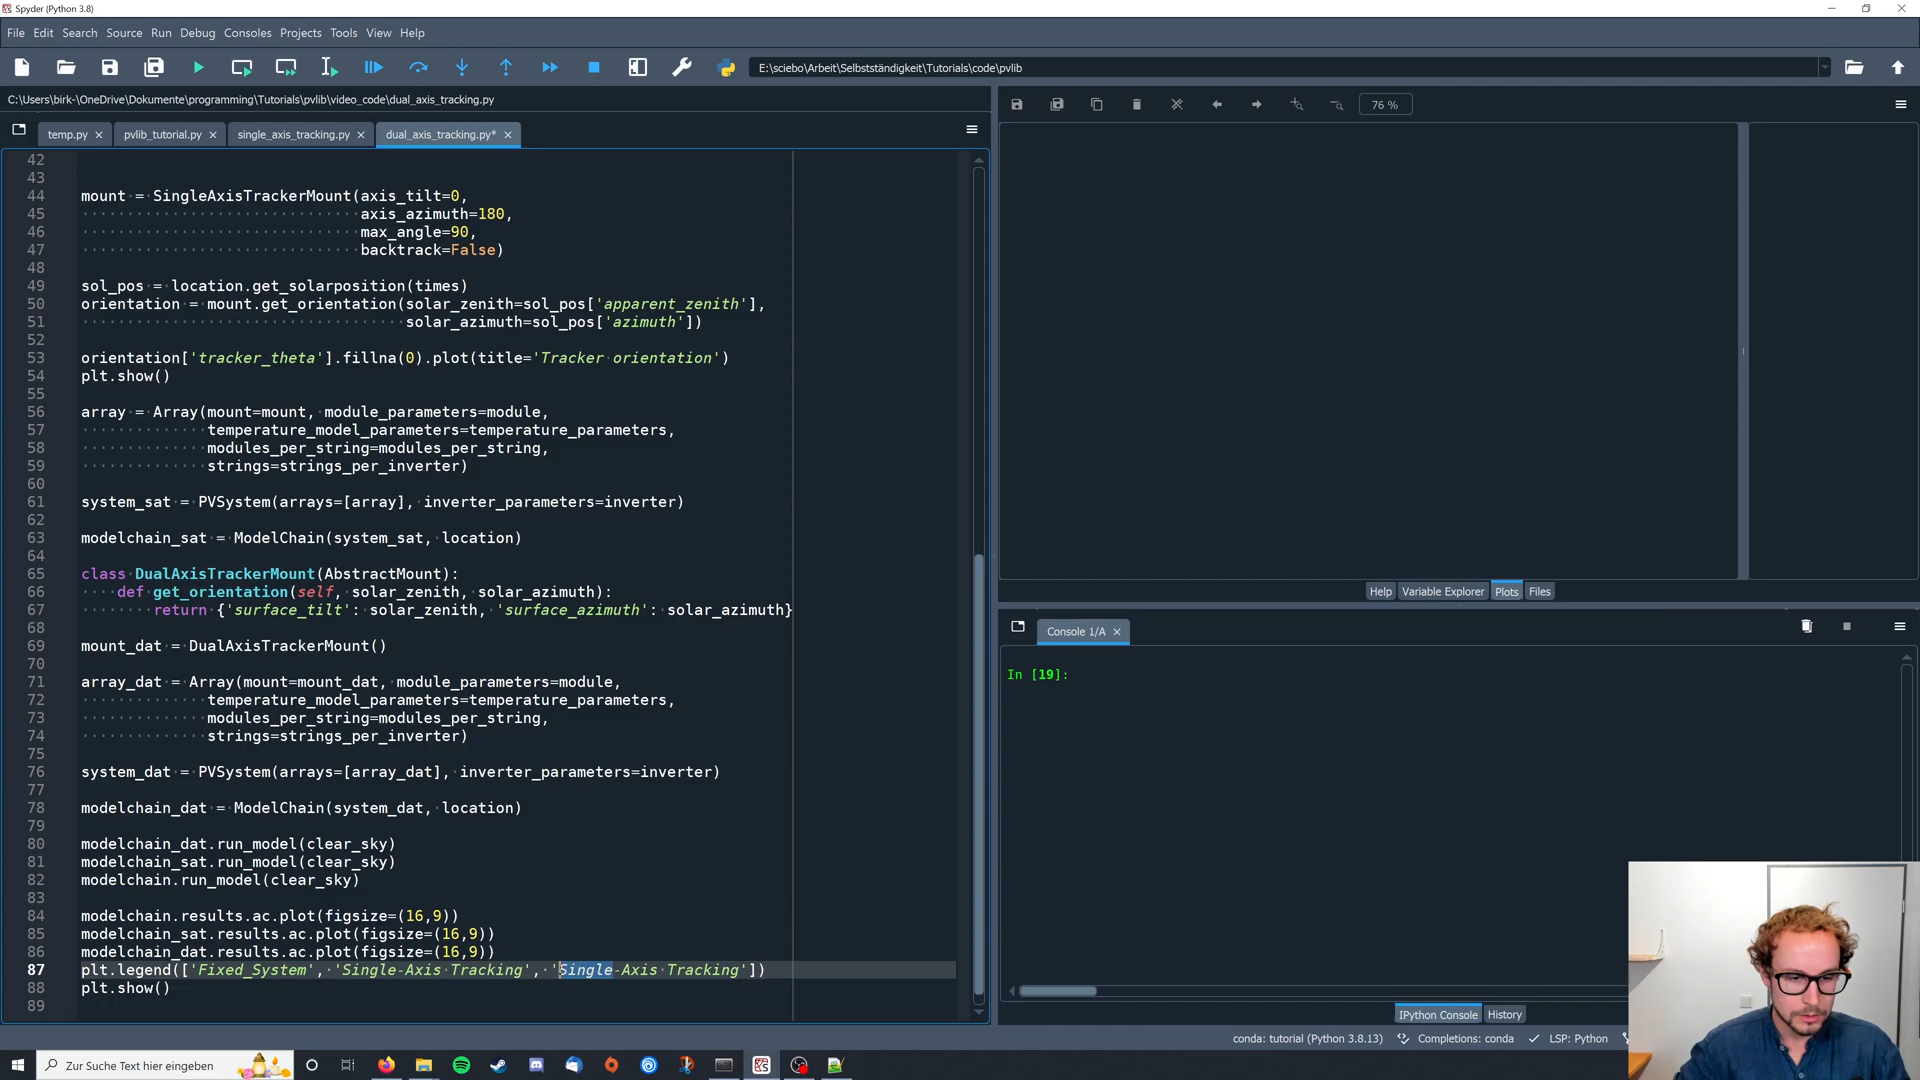 Spyder (Python 3.8)
File Edit Search Source Run Debug Consoles Projects Tools View Help
E:\sciebo\Arbeit\Selbstständigkeit\Tutorials\code\pvlib
C:\Users\birk-\OneDrive\Dokumente\programming\Tutorials\pvlib\video_code\dual_axis_tracking.py
76 %
temp.py pvlib_tutorial.py single_axis_tracking.py dual_axis_tracking.py*
42
43
44 mount = SingleAxisTrackerMount(axis_tilt=0,
45 axis_azimuth=180,
46 max_angle=90,
47 backtrack=False)
48
49 sol_pos = location.get_solarposition(times)
50 orientation = mount.get_orientation(solar_zenith=sol_pos['apparent_zenith'],
51 solar_azimuth=sol_pos['azimuth'])
52
53 orientation['tracker_theta'].fillna(0).plot(title='Tracker orientation')
54 plt.show()
55
56 array = Array(mount=mount, module_parameters=module,
57 temperature_model_parameters=temperature_parameters,
58 modules_per_string=modules_per_string,
59 strings=strings_per_inverter)
60
61 system_sat = PVSystem(arrays=[array], inverter_parameters=inverter)
62
63 modelchain_sat = ModelChain(system_sat, location)
64
65 class DualAxisTrackerMount(AbstractMount):
66 def get_orientation(self, solar_zenith, solar_azimuth):
67 return {'surface_tilt': solar_zenith, 'surface_azimuth': solar_azimuth}
68
69 mount_dat = DualAxisTrackerMount()
70
71 array_dat = Array(mount=mount_dat, module_parameters=module,
72 temperature_model_parameters=temperature_parameters,
73 modules_per_string=modules_per_string,
74 strings=strings_per_inverter)
75
76 system_dat = PVSystem(arrays=[array_dat], inverter_parameters=inverter)
77
78 modelchain_dat = ModelChain(system_dat, location)
79
80 modelchain_dat.run_model(clear_sky)
81 modelchain_sat.run_model(clear_sky)
82 modelchain.run_model(clear_sky)
83
84 modelchain.results.ac.plot(figsize=(16,9))
85 modelchain_sat.results.ac.plot(figsize=(16,9))
86 modelchain_dat.results.ac.plot(figsize=(16,9))
87 plt.legend(['Fixed_System', 'Single-Axis Tracking', 'Single-Axis Tracking'])
88 plt.show()
89
Help Variable Explorer Plots Files
Console 1/A
In [19]:
IPython Console History
conda: tutorial (Python 3.8.13) Completions: conda LSP: Python
Zur Suche Text hier eingeben